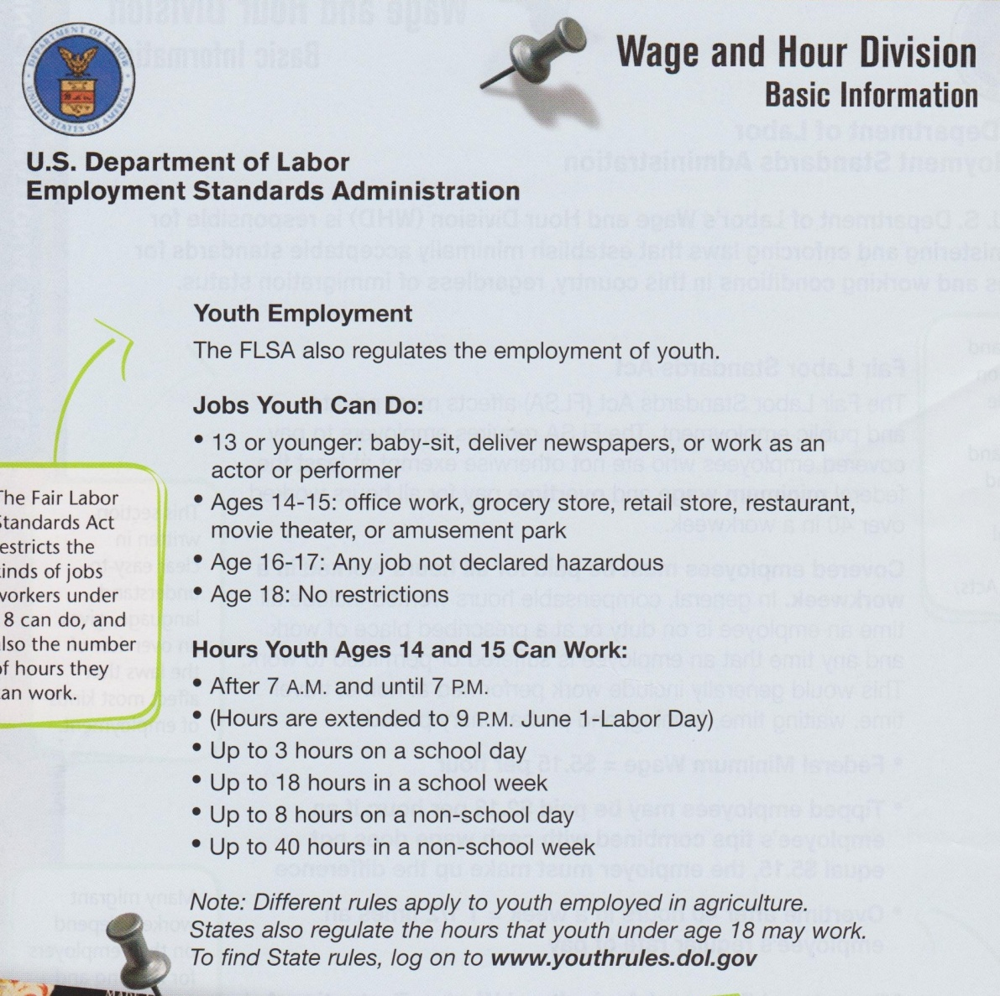 DEPARTMENT OF LABOR
UNITED STATES OF AMERICA
Wage and Hour Division
Basic Information
U.S. Department of Labor
Employment Standards Administration
Youth Employment
The FLSA also regulates the employment of youth.
Jobs Youth Can Do:
• 13 or younger: baby-sit, deliver newspapers, or work as an
actor or performer
• Ages 14-15: office work, grocery store, retail store, restaurant,
movie theater, or amusement park
• Age 16-17: Any job not declared hazardous
• Age 18: No restrictions
The Fair Labor
Standards Act
restricts the
kinds of jobs
workers under
18 can do, and
also the number
of hours they
can work.
Hours Youth Ages 14 and 15 Can Work:
• After 7 A.M. and until 7 P.M.
• (Hours are extended to 9 P.M. June 1-Labor Day)
• Up to 3 hours on a school day
• Up to 18 hours in a school week
• Up to 8 hours on a non-school day
• Up to 40 hours in a non-school week
Note: Different rules apply to youth employed in agriculture.
States also regulate the hours that youth under age 18 may work.
To find State rules, log on to www.youthrules.dol.gov